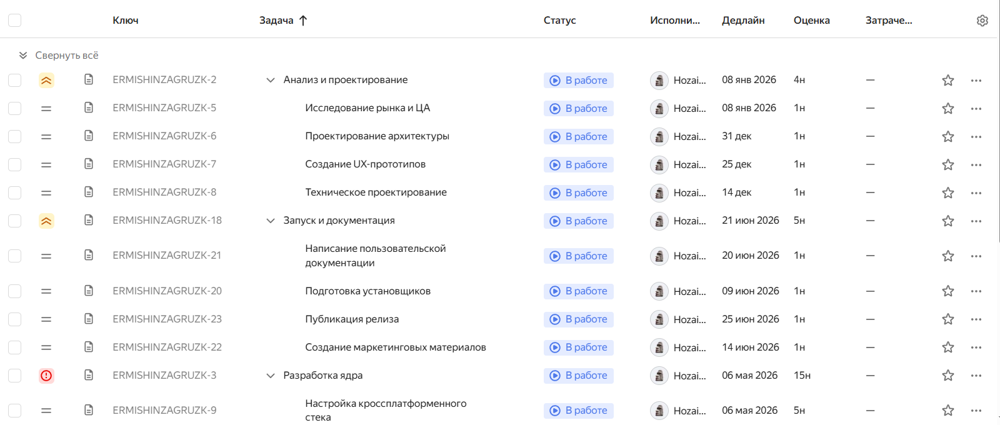 Ключ Задача Статус Исполни... Дедлайн Оценка Затраче...
Свернуть всё
ERMISHINZAGRUZK-2 Анализ и проектирование В работе Hozai... 08 янв 2026 4н —
ERMISHINZAGRUZK-5 Исследование рынка и ЦА В работе Hozai... 08 янв 2026 1н —
ERMISHINZAGRUZK-6 Проектирование архитектуры В работе Hozai... 31 дек 1н —
ERMISHINZAGRUZK-7 Создание UX-прототипов В работе Hozai... 25 дек 1н —
ERMISHINZAGRUZK-8 Техническое проектирование В работе Hozai... 14 дек 1н —
ERMISHINZAGRUZK-18 Запуск и документация В работе Hozai... 21 июн 2026 5н —
ERMISHINZAGRUZK-21 Написание пользовательской
документации В работе Hozai... 20 июн 2026 1н —
ERMISHINZAGRUZK-20 Подготовка установщиков В работе Hozai... 09 июн 2026 1н —
ERMISHINZAGRUZK-23 Публикация релиза В работе Hozai... 25 июн 2026 1н —
ERMISHINZAGRUZK-22 Создание маркетинговых материалов В работе Hozai... 14 июн 2026 1н —
ERMISHINZAGRUZK-3 Разработка ядра В работе Hozai... 06 мая 2026 15н —
ERMISHINZAGRUZK-9 Настройка кроссплатформенного
стека В работе Hozai... 06 мая 2026 5н —